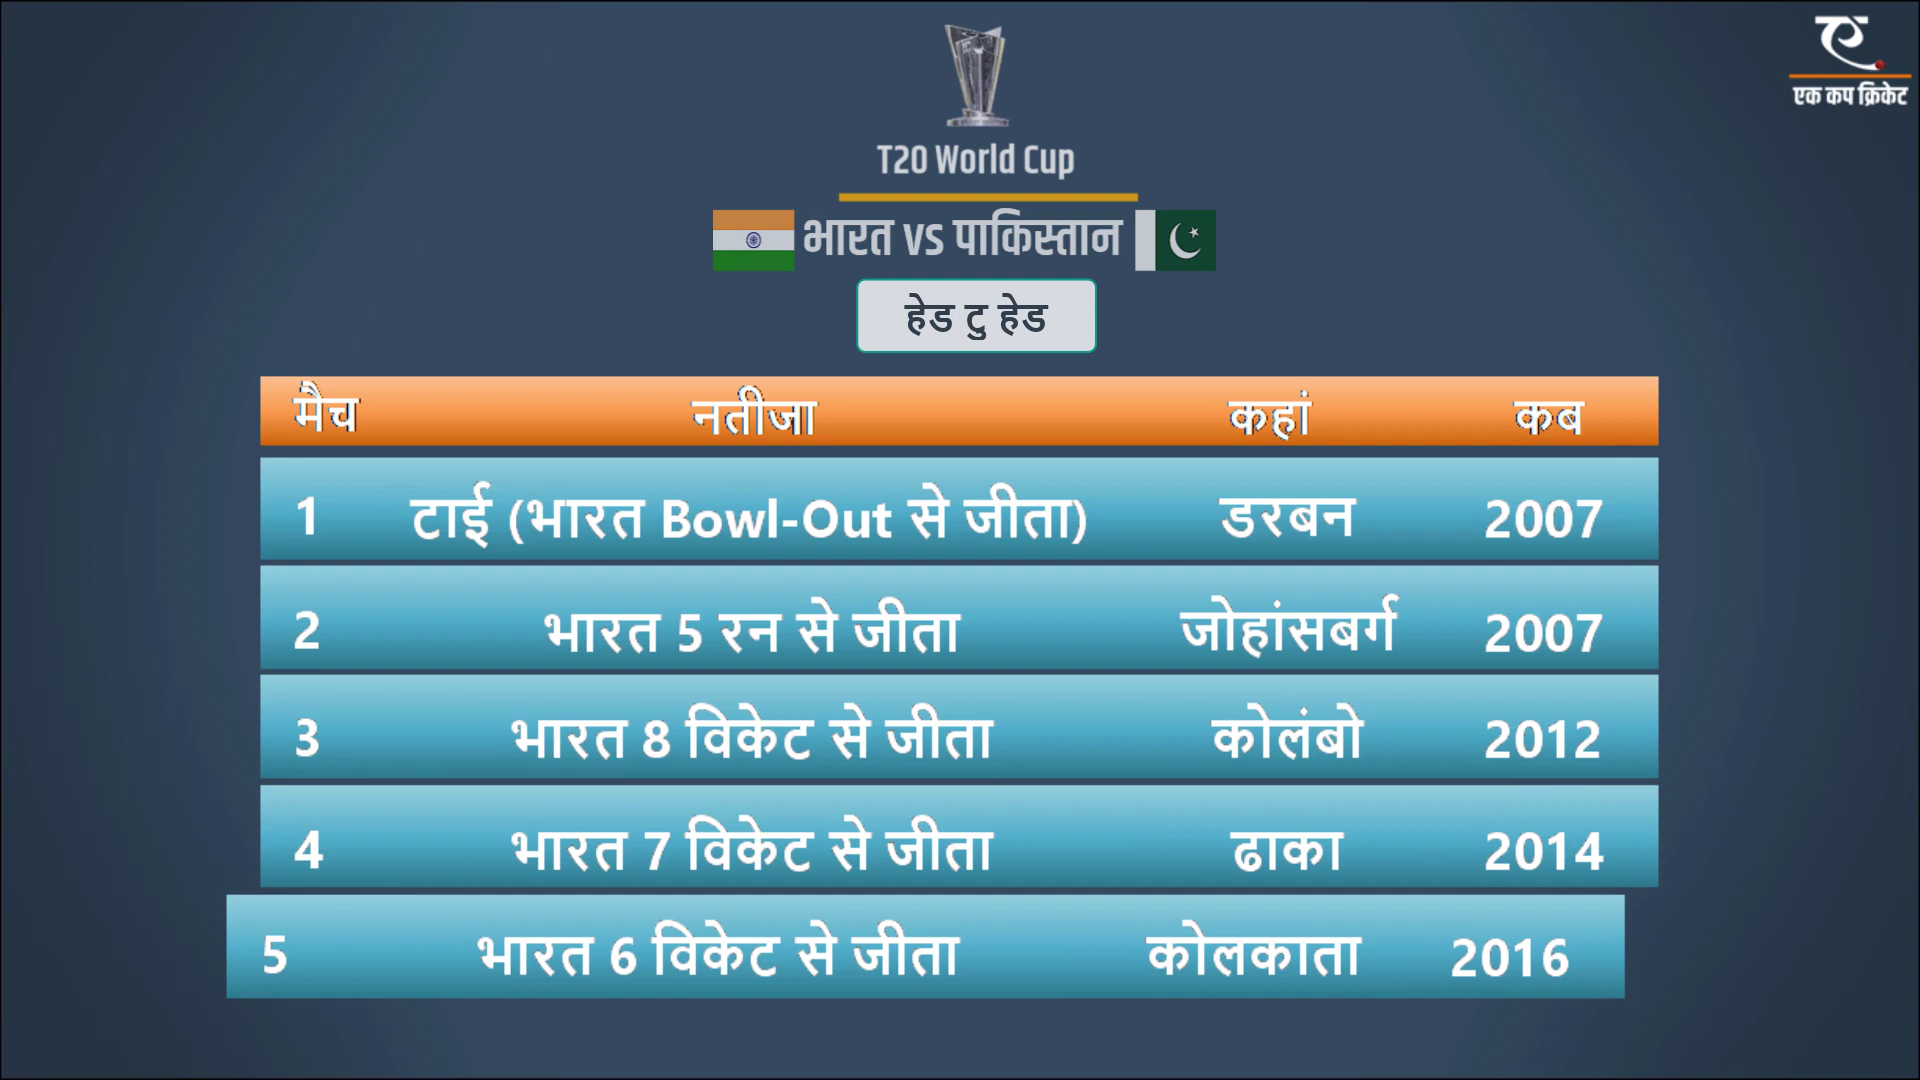 एक कप क्रिकेट
T20 World Cup
भारत vs पाकिस्तान
हेड टु हेड
मैच नतीजा कहां कब
1 टाई (भारत Bowl-Out से जीता) डरबन 2007
2 भारत 5 रन से जीता जोहांसबर्ग 2007
3 भारत 8 विकेट से जीता कोलंबो 2012
4 भारत 7 विकेट से जीता ढाका 2014
5 भारत 6 विकेट से जीता कोलकाता 2016